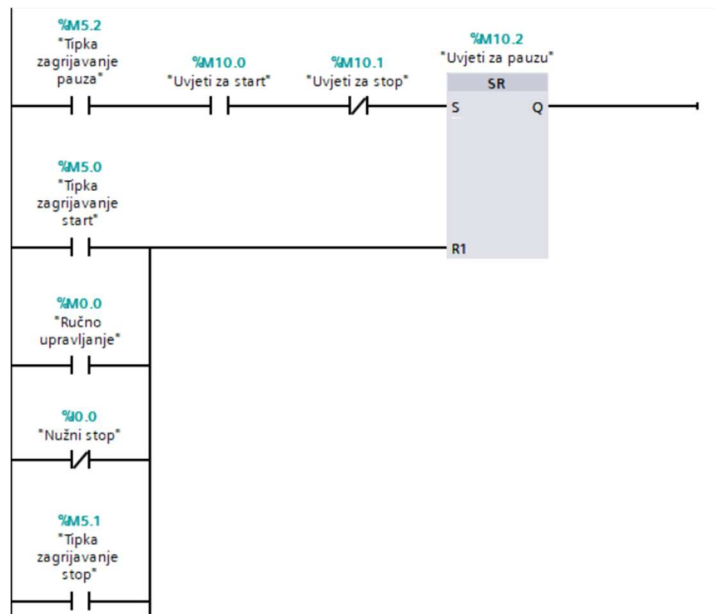 %M5.2
"Tipka
zagrijavanje
pauza"
%M10.0
"Uvjeti za start"
%M10.1
"Uvjeti za stop"
%M10.2
"Uvjeti za pauzu"
SR
S
Q
%M5.0
"Tipka
zagrijavanje
start"
R1
%M0.0
"Ručno
upravljanje"
%I0.0
"Nužni stop"
%M5.1
"Tipka
zagrijavanje
stop"